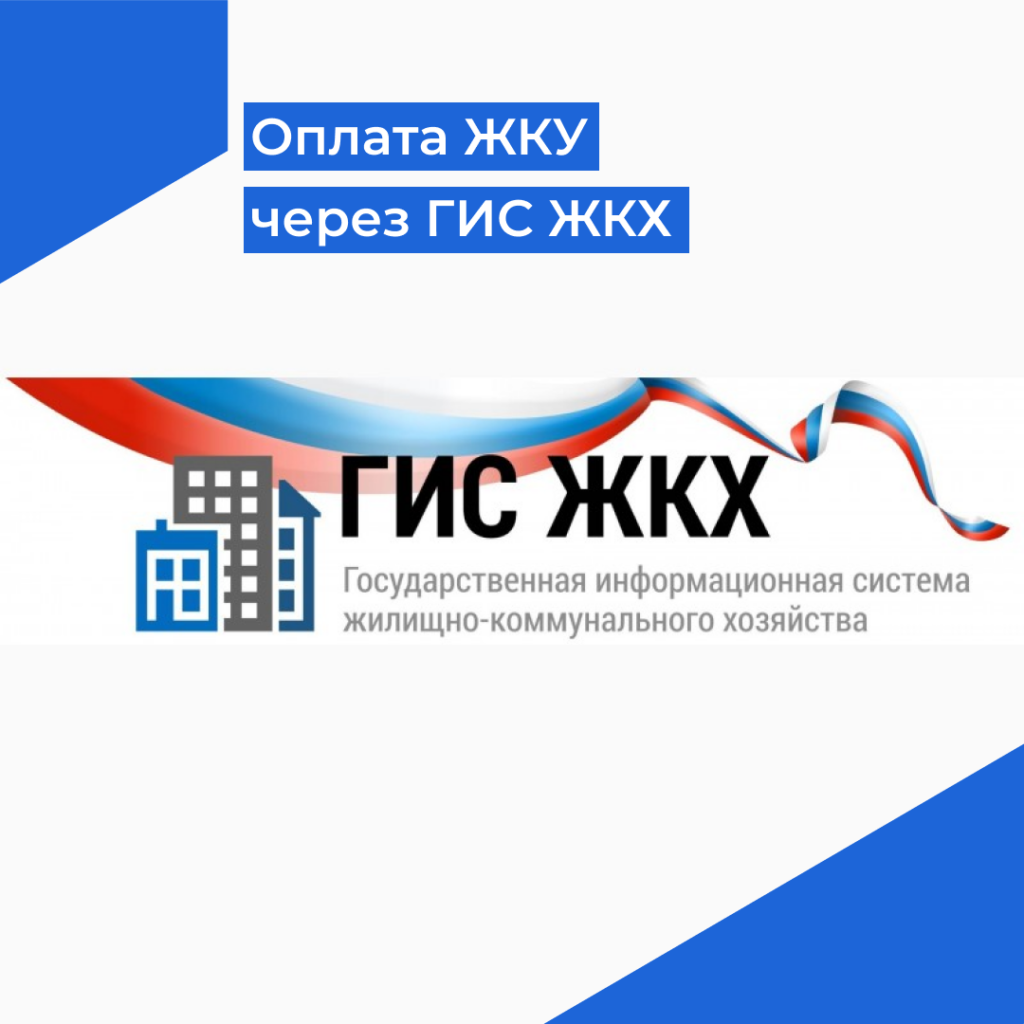 Оплата ЖКУ
через ГИС ЖКХ
ГИС ЖКХ
Государственная информационная система
жилищно-коммунального хозяйства